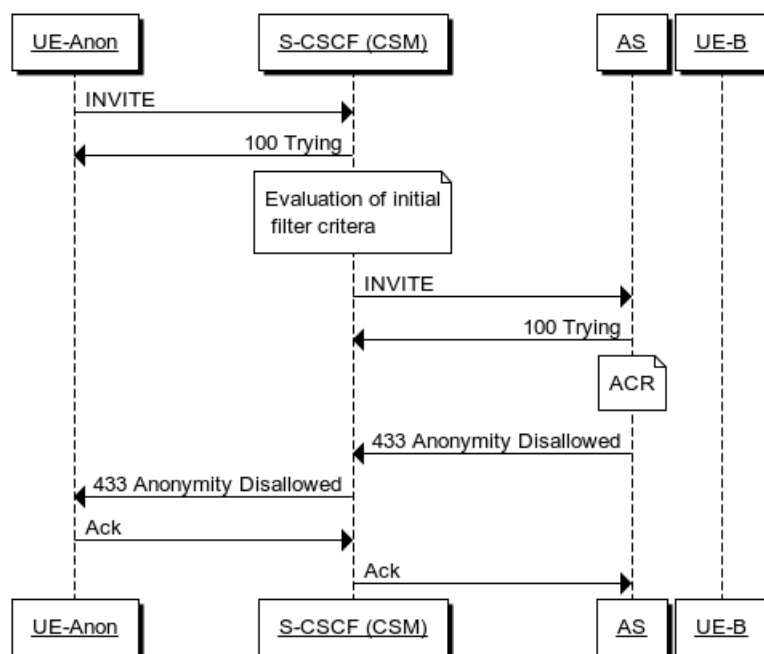 UE-Anon
S-CSCF (CSM)
AS
UE-B
INVITE
100 Trying
Evaluation of initial
filter critera
INVITE
100 Trying
ACR
433 Anonymity Disallowed
433 Anonymity Disallowed
Ack
Ack
UE-Anon
S-CSCF (CSM)
AS
UE-B